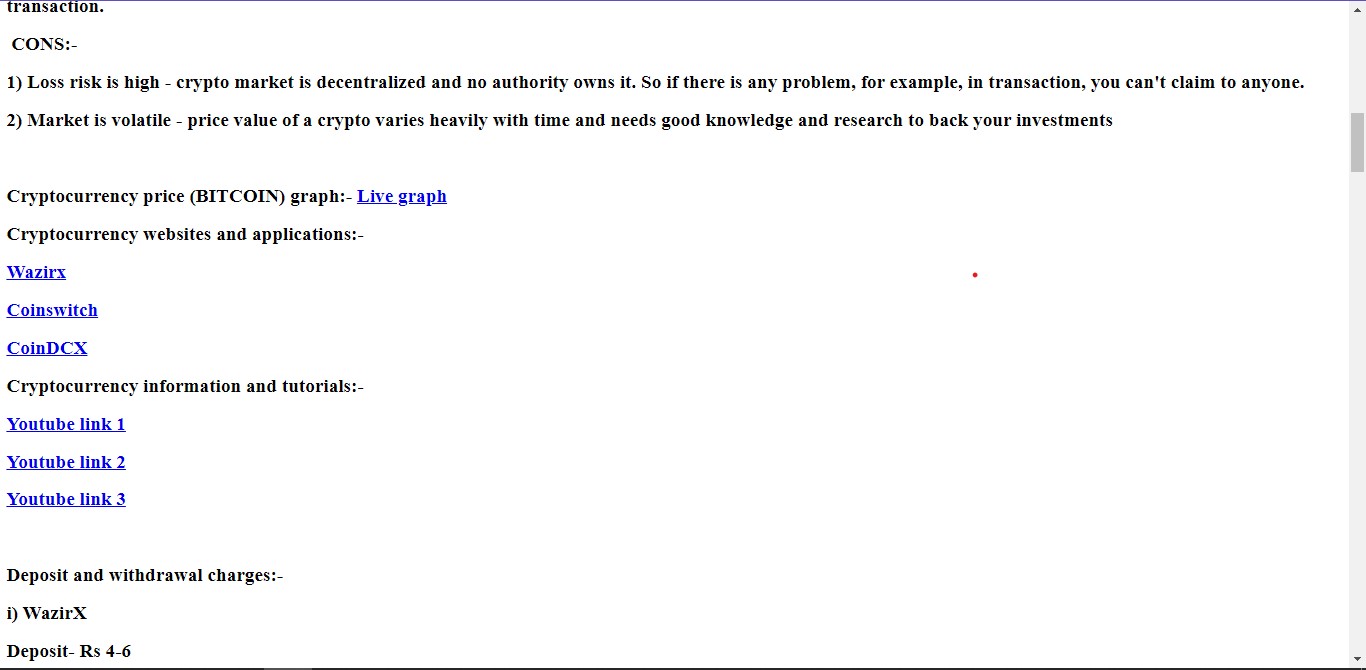 transaction.
CONS:-
1) Loss risk is high - crypto market is decentralized and no authority owns it. So if there is any problem, for example, in transaction, you can't claim to anyone.
2) Market is volatile - price value of a crypto varies heavily with time and needs good knowledge and research to back your investments
Cryptocurrency price (BITCOIN) graph:- Live graph
Cryptocurrency websites and applications:-
Wazirx
Coinswitch
CoinDCX
Cryptocurrency information and tutorials:-
Youtube link 1
Youtube link 2
Youtube link 3
Deposit and withdrawal charges:-
i) WazirX
Deposit- Rs 4-6